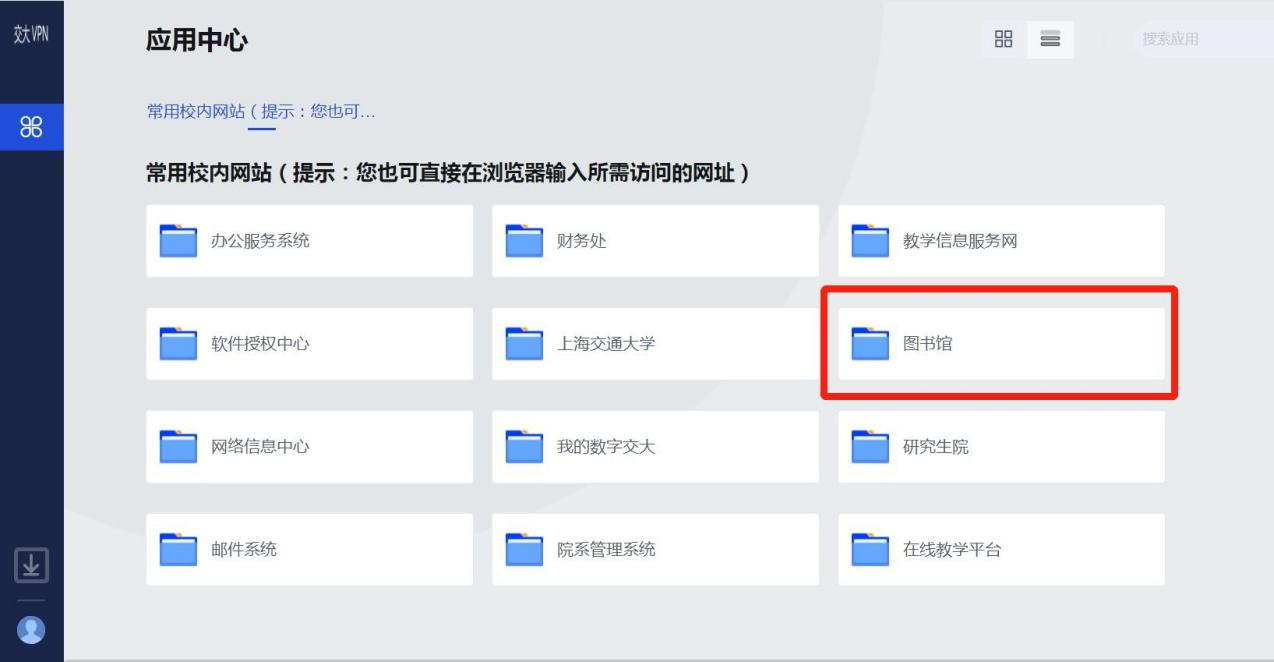 交大VPN
应用中心
搜索应用
常用校内网站（提示：您也可...
常用校内网站（提示：您也可直接在浏览器输入所需访问的网址）
办公服务系统
财务处
教学信息服务网
软件授权中心
上海交通大学
图书馆
网络信息中心
我的数字交大
研究生院
邮件系统
院系管理系统
在线教学平台